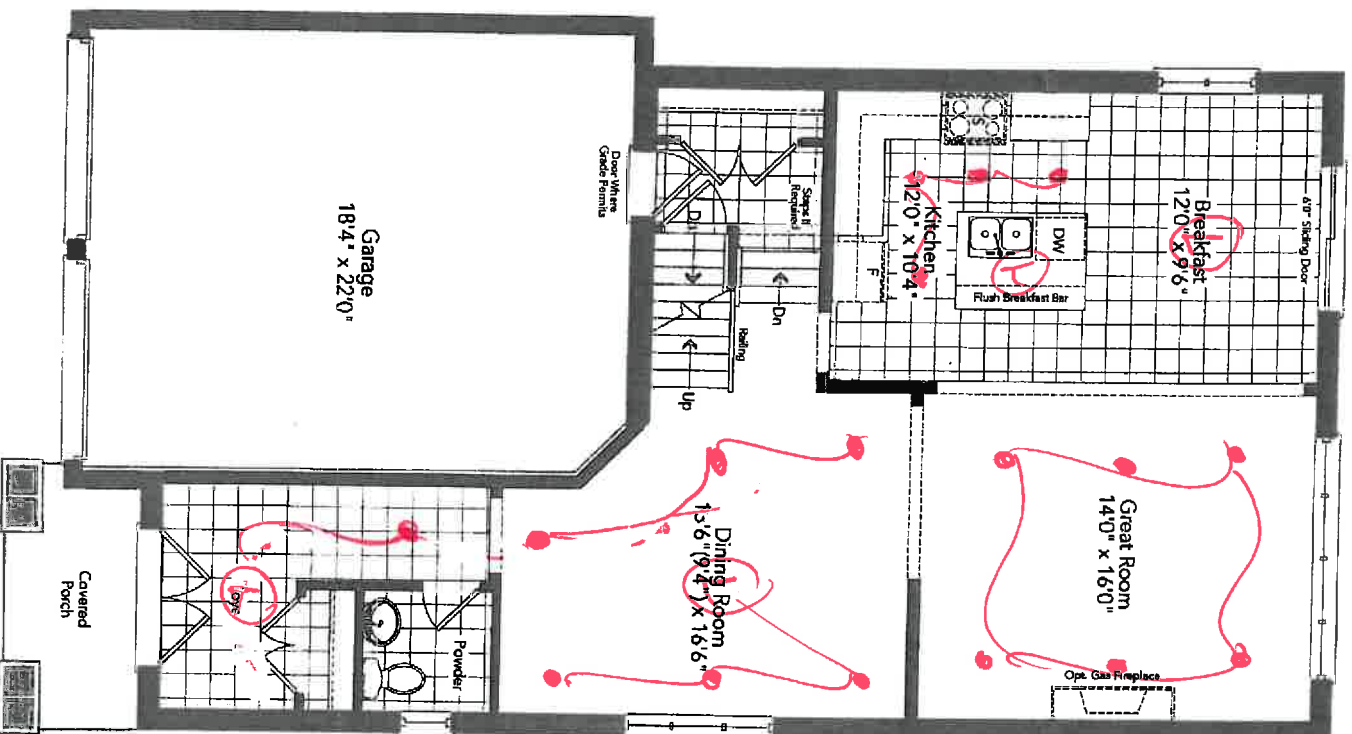 Garage
18'4" x 22'0"
Door Where
Grade Permits
Steps If
Required
Dn
Dn
Railing
Up
Kitchen
12'0" x 10'4"
S
F
DW
Flush Breakfast Bar
Breakfast
12'0" x 9'6"
6'0" Sliding Door
Great Room
14'0" x 16'0"
Opt. Gas Fireplace
Dining Room
13'6"(9'4") x 16'6"
Powder
Covered
Porch